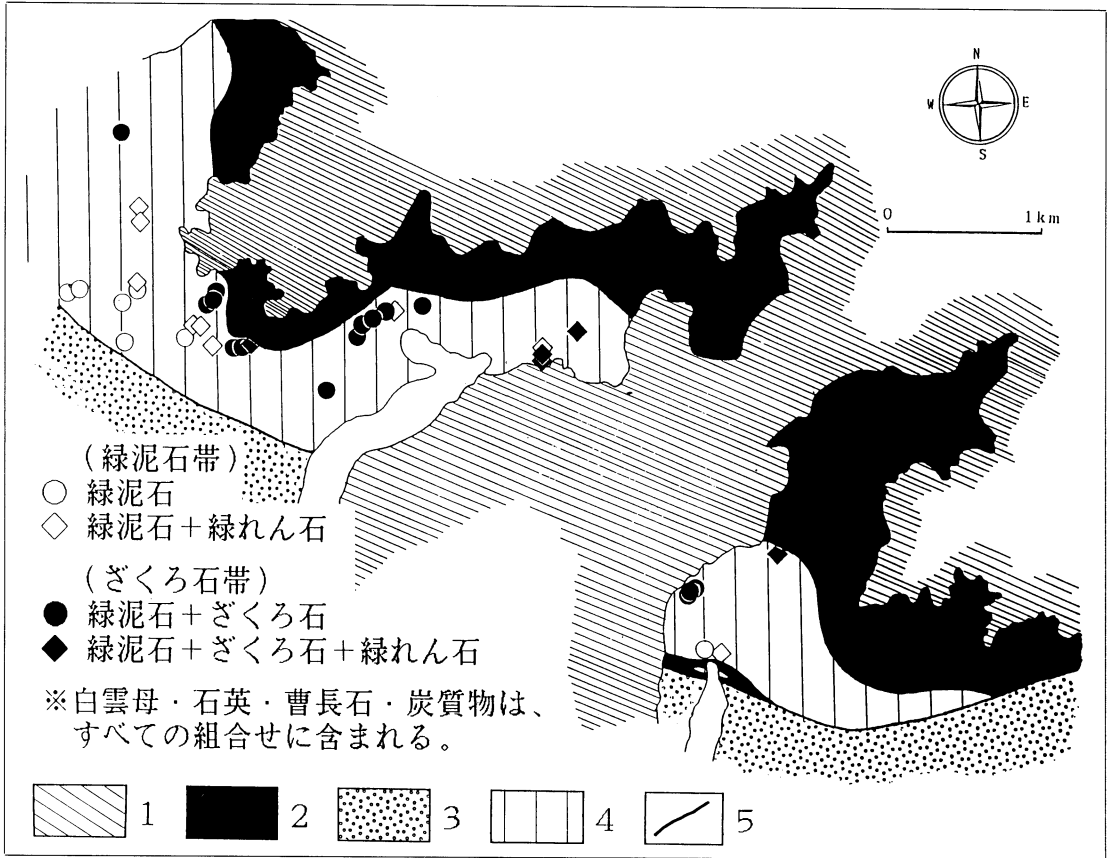 N
W E
S
0 1km
(緑泥石帯)
緑泥石
緑泥石+緑れん石
(ざくろ石帯)
緑泥石+ざくろ石
緑泥石+ざくろ石+緑れん石
※白雲母・石英・曹長石・炭質物は、
すべての組合せに含まれる。
1 2 3 4 5